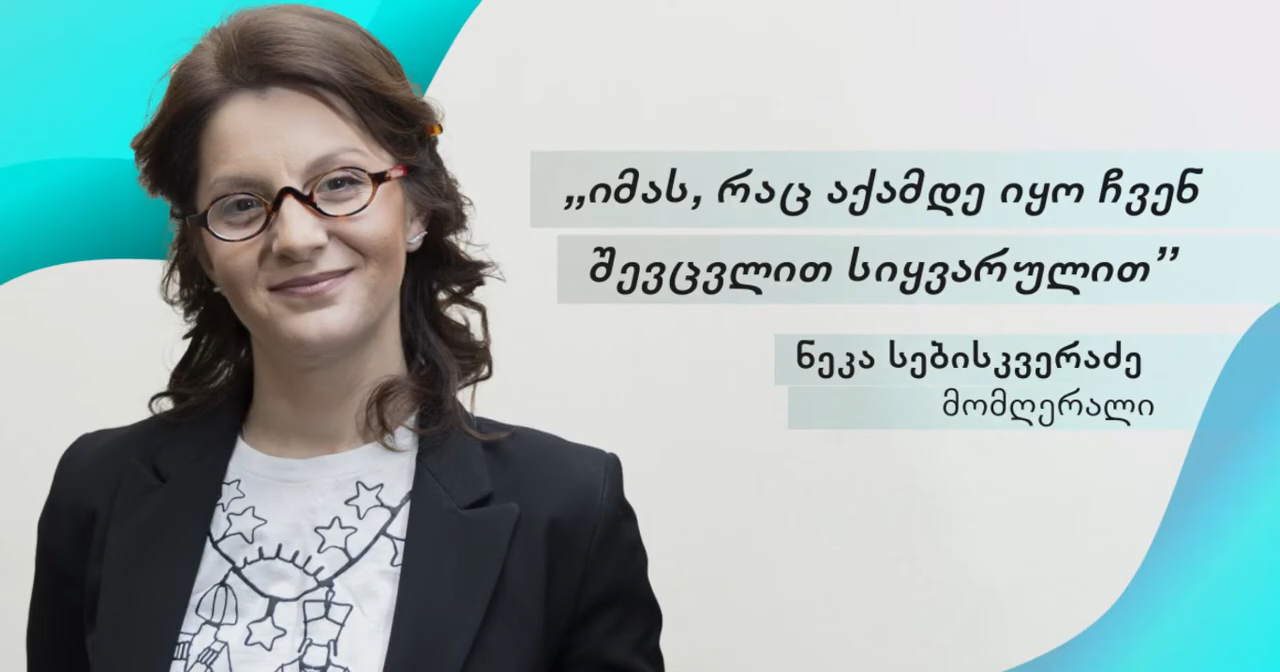 „იმას, რაც აქამდე იყო ჩვენ
შევცვლით სიყვარულით”
ნეკა სებისკვერაძე
მომღერალი